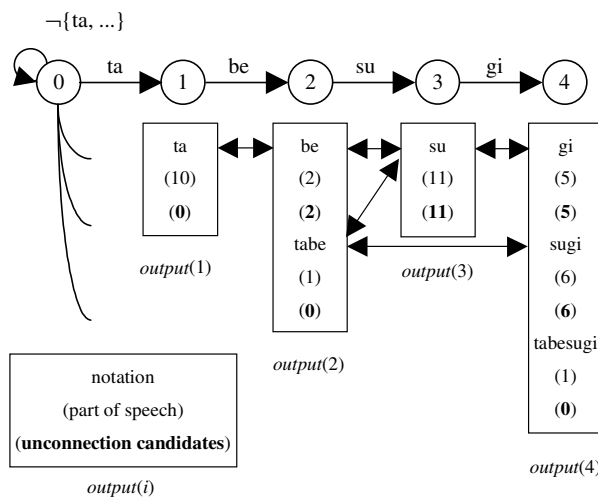 ¬{ta, ...}
ta be su gi
0 1 2 3 4
ta
(10)
(0)
output(1)
be
(2)
(2)
tabe
(1)
(0)
output(2)
su
(11)
(11)
output(3)
gi
(5)
(5)
sugi
(6)
(6)
tabesugi
(1)
(0)
output(4)
notation
(part of speech)
(unconnection candidates)
output(i)